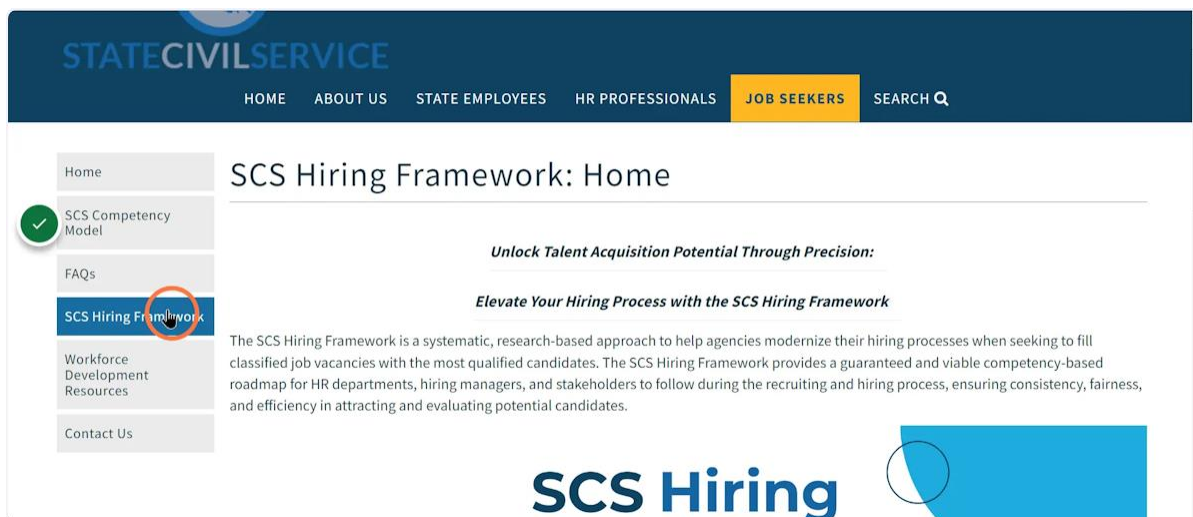 STATECIVILSERVICE
HOME ABOUT US STATE EMPLOYEES HR PROFESSIONALS JOB SEEKERS SEARCH
Home
SCS Competency
Model
FAQs
SCS Hiring Framework
Workforce
Development
Resources
Contact Us
SCS Hiring Framework: Home
Unlock Talent Acquisition Potential Through Precision:
Elevate Your Hiring Process with the SCS Hiring Framework
The SCS Hiring Framework is a systematic, research-based approach to help agencies modernize their hiring processes when seeking to fill
classified job vacancies with the most qualified candidates. The SCS Hiring Framework provides a guaranteed and viable competency-based
roadmap for HR departments, hiring managers, and stakeholders to follow during the recruiting and hiring process, ensuring consistency, fairness,
and efficiency in attracting and evaluating potential candidates.
SCS Hiring